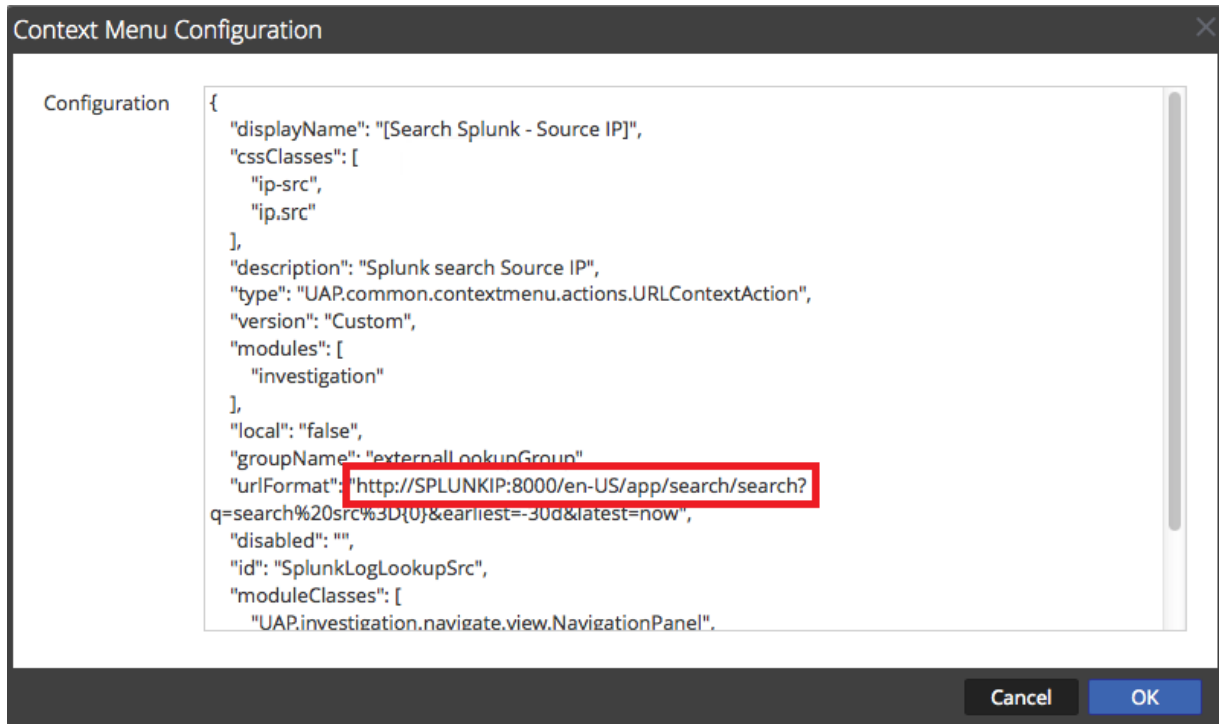 Context Menu Configuration
Configuration
{
"displayName": "[Search Splunk - Source IP]",
"cssClasses": [
"ip-src",
"ip.src"
],
"description": "Splunk search Source IP",
"type": "UAP.common.contextmenu.actions.URLContextAction",
"version": "Custom",
"modules": [
"investigation"
],
"local": "false",
"groupName": "externalLookupGroup"
"urlFormat": "http://SPLUNKIP:8000/en-US/app/search/search?
q=search%20src%3D{0}&earliest=-30d&latest=now",
"disabled": "",
"id": "SplunkLogLookupSrc",
"moduleClasses": [
"UAP.investigation.navigate.view.NavigationPanel",
Cancel
OK